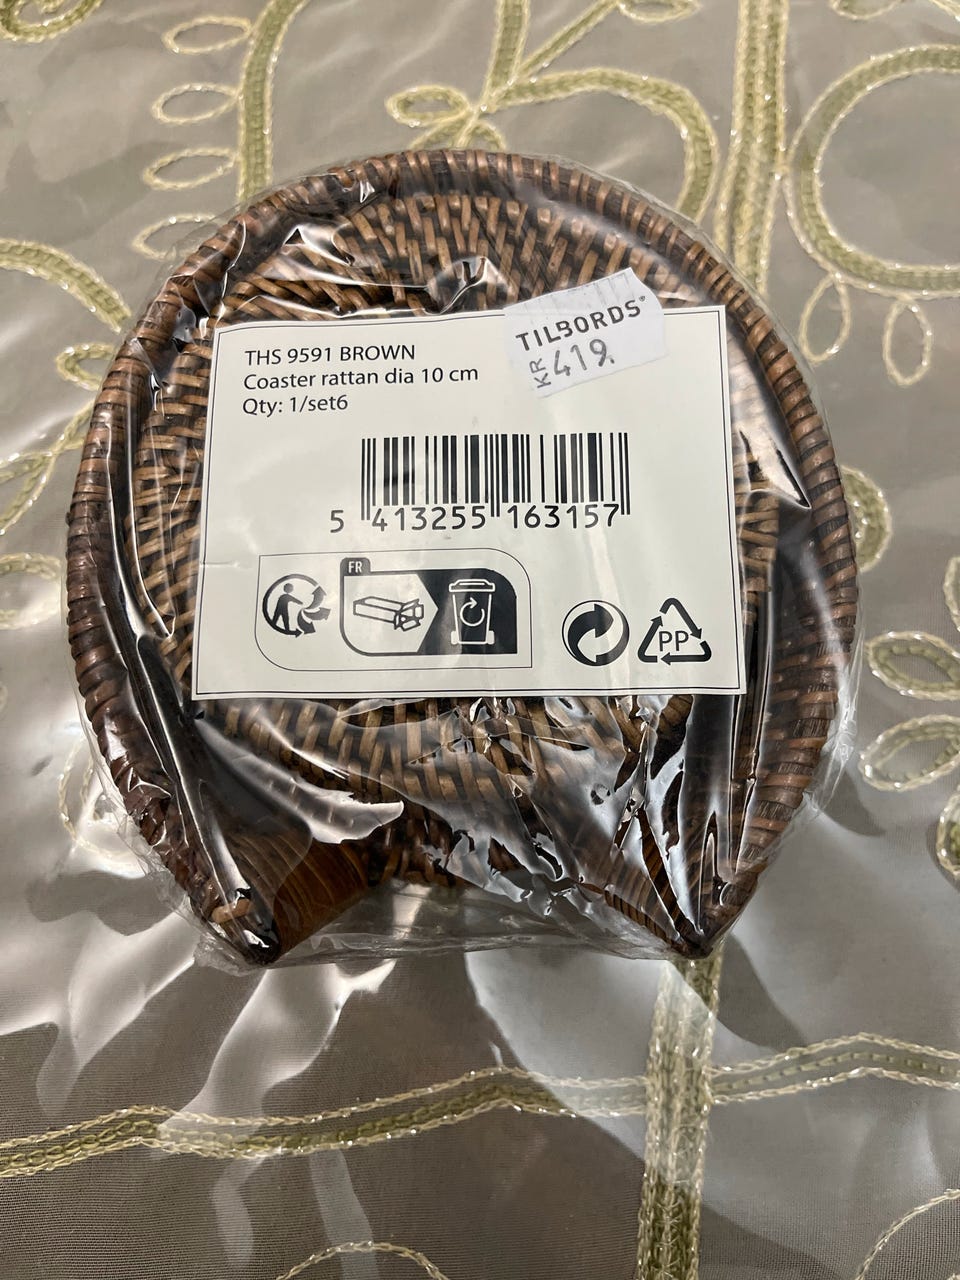 TILBORDS®
KR 419.
THS 9591 BROWN
Coaster rattan dia 10 cm
Qty: 1/set6
5 413255 163157
FR
PP